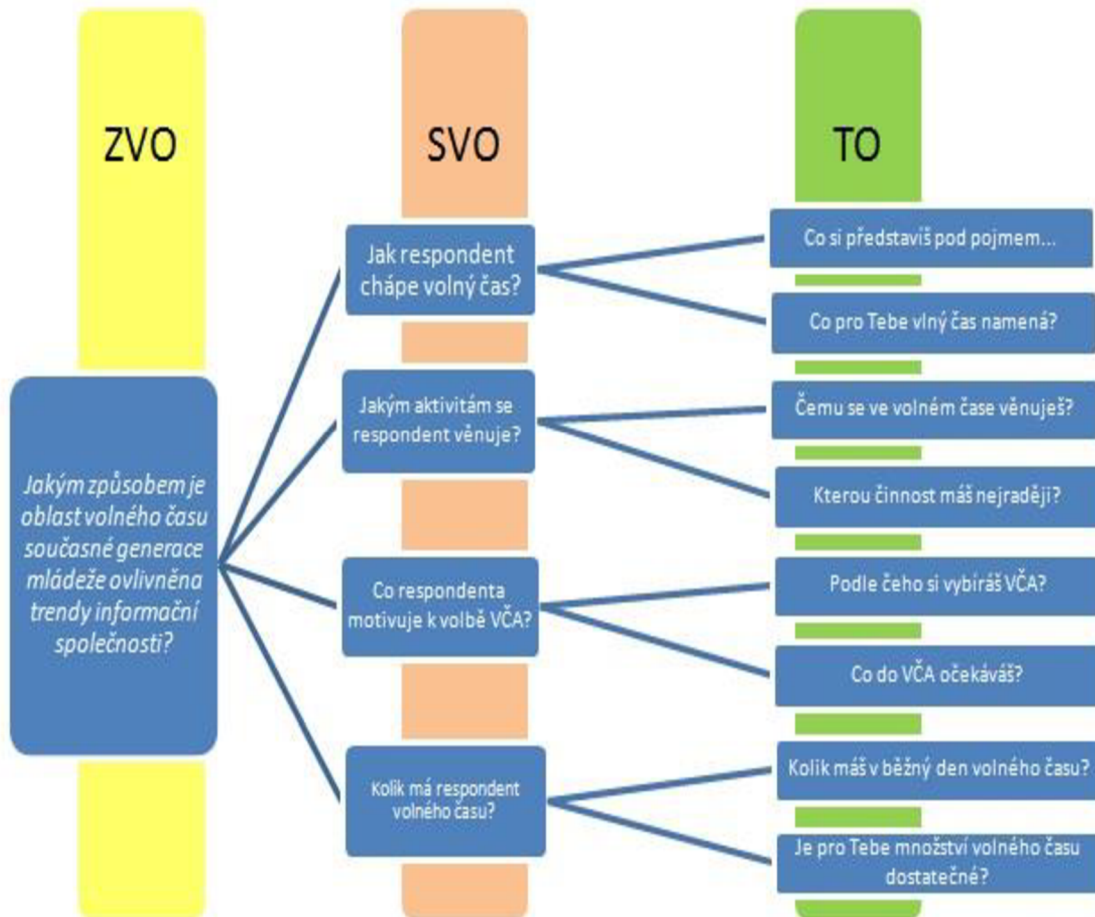 ZVO
SVO
TO
Jakým způsobem je
oblast volného času
současné generace
mládeže ovlivněna
trendy informační
společnosti?
Jak respondent
chápe volný čas?
Jakým aktivitám se
respondent věnuje?
Co respondenta
motivuje k volbě VČA?
Kolik má respondent
volného času?
Co si představíš pod pojmem...
Co pro Tebe vlný čas namená?
Čemu se ve volném čase věnuješ?
Kterou činnost máš nejraději?
Podle čeho si vybíráš VČA?
Co do VČA očekáváš?
Kolik máš v běžný den volného času?
Je pro Tebe množství volného času
dostatečné?